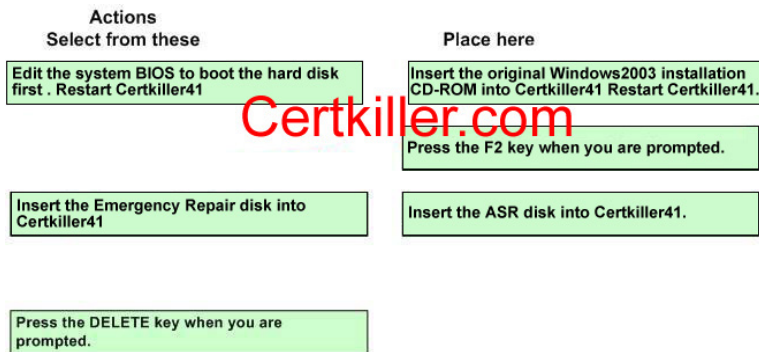 Actions
Select from these
Place here
Edit the system BIOS to boot the hard disk
first . Restart Certkiller41
Insert the original Windows2003 installation
CD-ROM into Certkiller41 Restart Certkiller41.
Certkiller.com
Press the F2 key when you are prompted.
Insert the Emergency Repair disk into
Certkiller41
Insert the ASR disk into Certkiller41.
Press the DELETE key when you are
prompted.